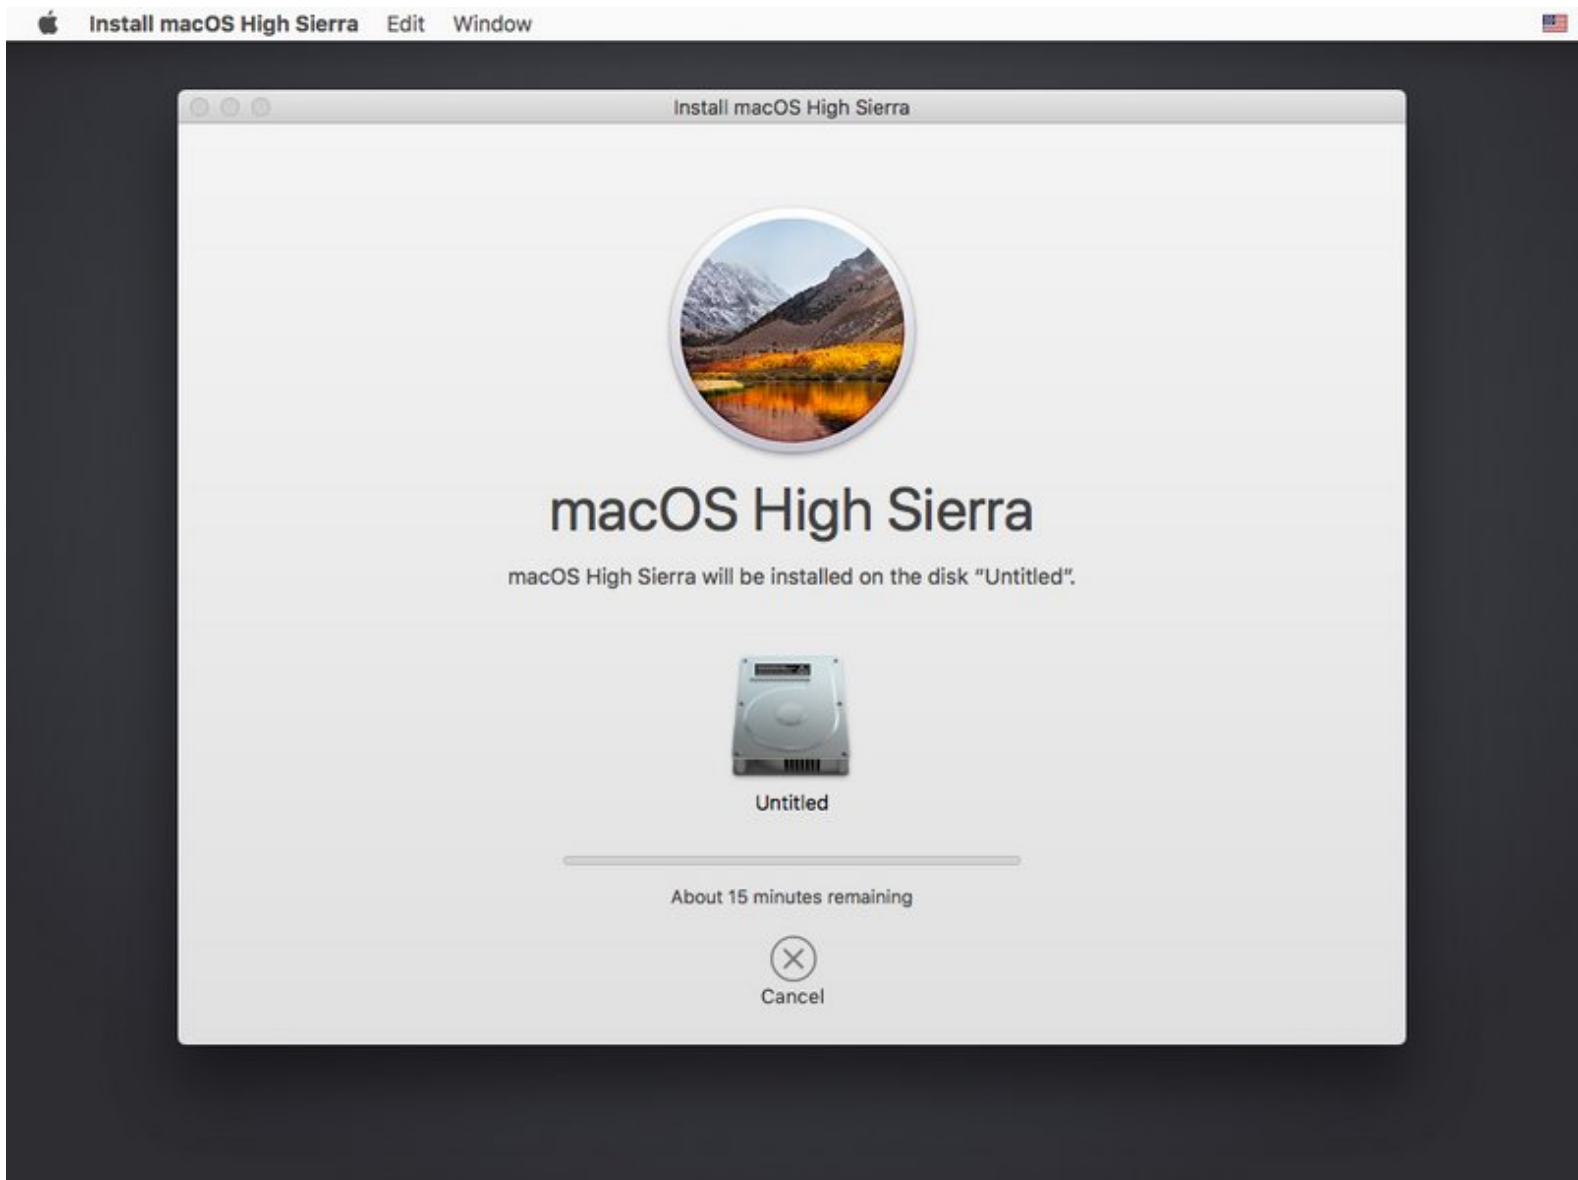 Install macOS High Sierra Edit Window
Install macOS High Sierra
macOS High Sierra
macOS High Sierra will be installed on the disk “Untitled”.
Untitled
About 15 minutes remaining
Cancel